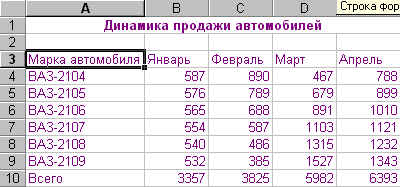 Строка фор
A B C D E
1 Динамика продажи автомобилей
2
3 Марка автомобиля Январь Февраль Март Апрель
4 ВАЗ-2104 587 890 467 788
5 ВАЗ-2105 576 789 679 899
6 ВАЗ-2106 565 688 891 1010
7 ВАЗ-2107 554 587 1103 1121
8 ВАЗ-2108 540 486 1315 1232
9 ВАЗ-2109 532 385 1527 1343
10 Всего 3357 3825 5982 6393